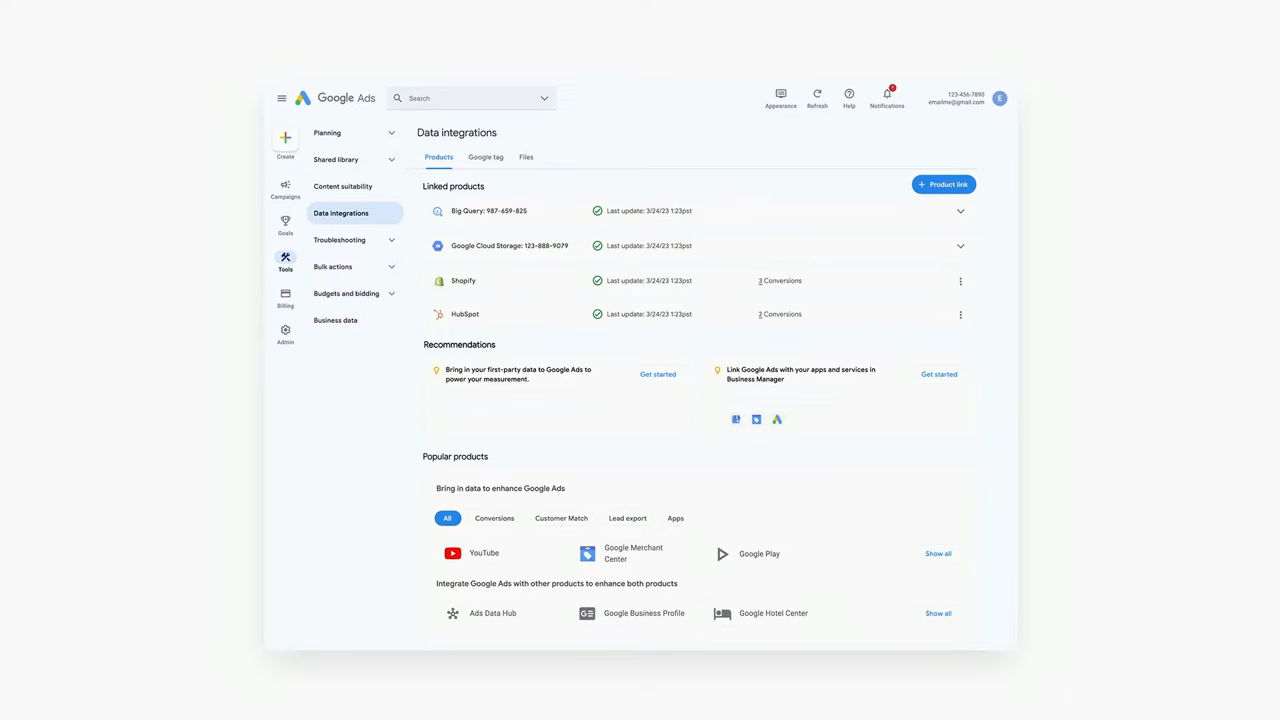 Google Ads
Search
Appearance
Refresh
Help
Notifications
123-456-7890
emailme@gmail.com
E
Create
Campaigns
Goals
Tools
Billing
Admin
Planning
Shared library
Content suitability
Data integrations
Troubleshooting
Bulk actions
Budgets and bidding
Business data
Data integrations
Products
Google tag
Files
Linked products
+ Product link
Big Query: 987-659-825
Last update: 3/24/23 1:23pst
Google Cloud Storage: 123-888-9079
Last update: 3/24/23 1:23pst
Shopify
Last update: 3/24/23 1:23pst
3 Conversions
HubSpot
Last update: 3/24/23 1:23pst
2 Conversions
Recommendations
Bring in your first-party data to Google Ads to
power your measurement.
Get started
Link Google Ads with your apps and services in
Business Manager
Get started
Popular products
Bring in data to enhance Google Ads
All
Conversions
Customer Match
Lead export
Apps
YouTube
Google Merchant
Center
Google Play
Show all
Integrate Google Ads with other products to enhance both products
Ads Data Hub
Google Business Profile
Google Hotel Center
Show all